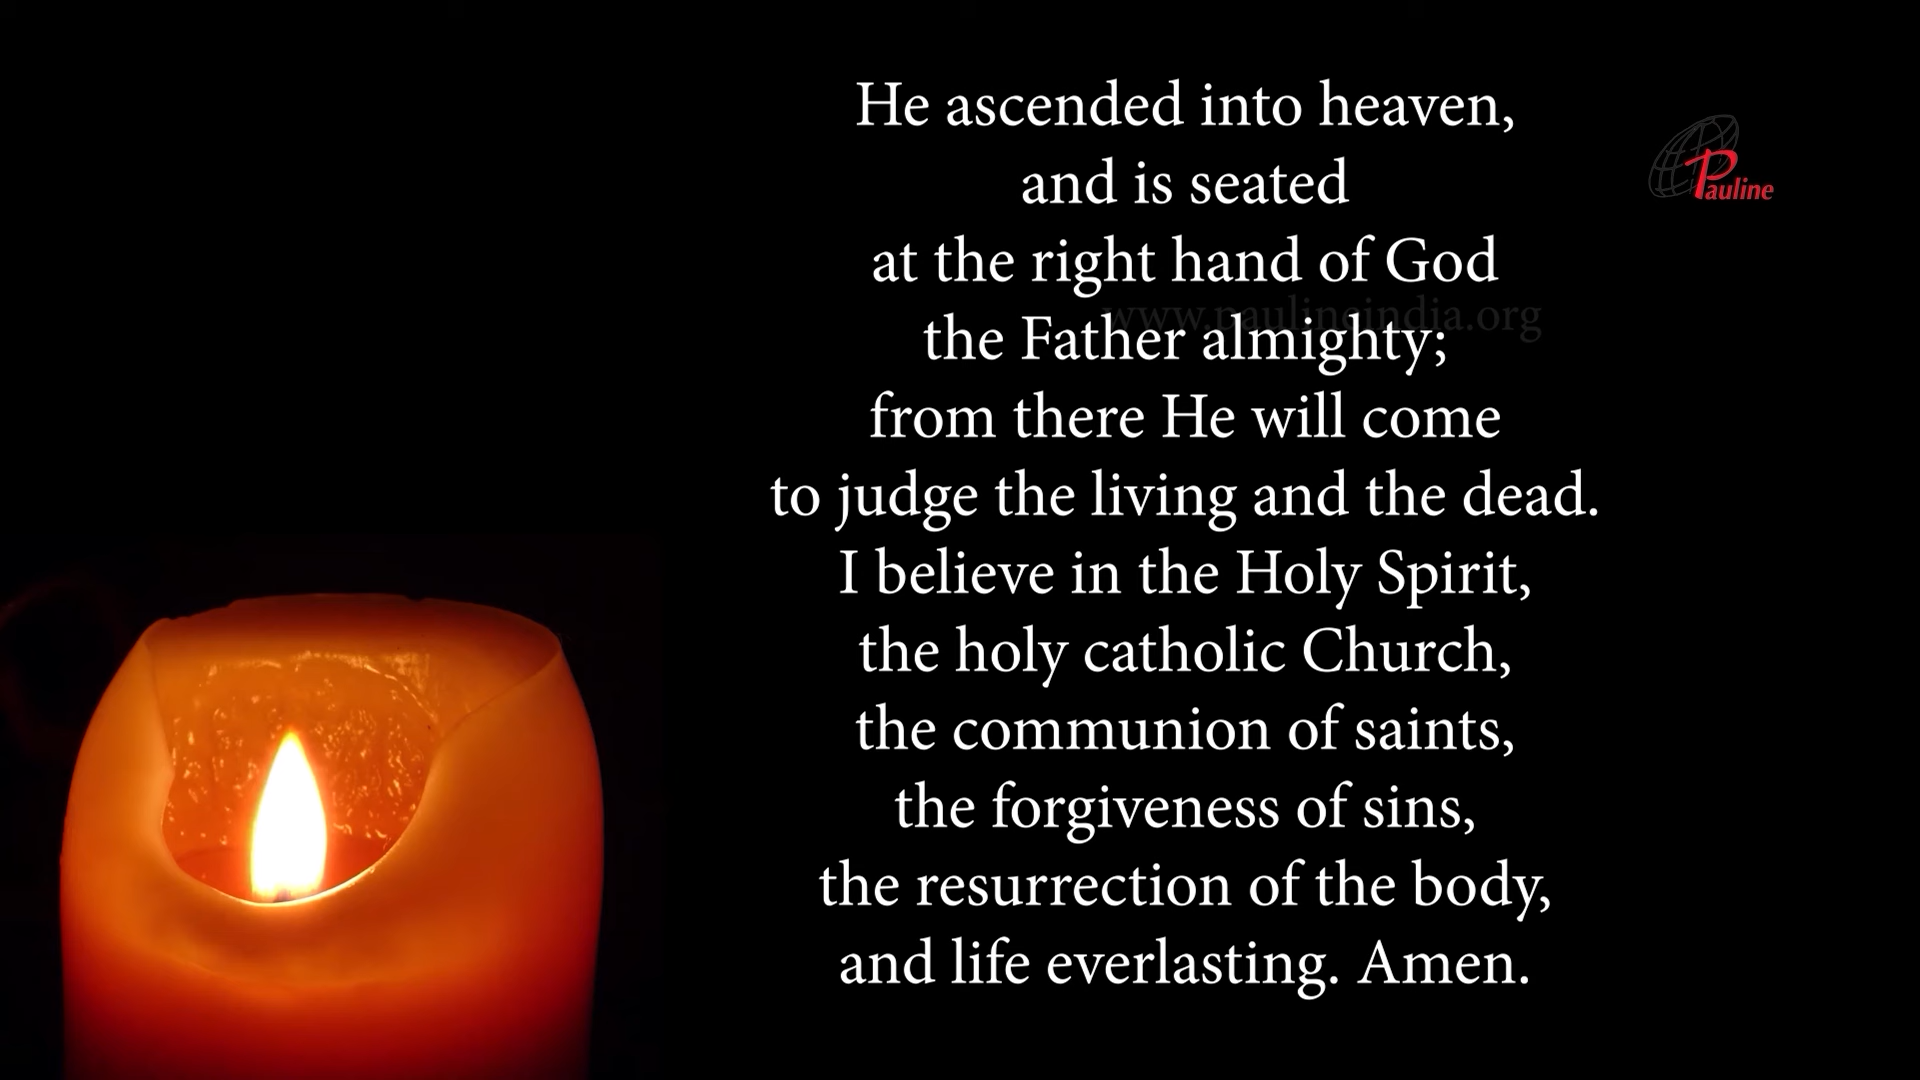 He ascended into heaven,
and is seated
at the right hand of God
the Father almighty;
from there He will come
to judge the living and the dead.
I believe in the Holy Spirit,
the holy catholic Church,
the communion of saints,
the forgiveness of sins,
the resurrection of the body,
and life everlasting. Amen.
Pauline
www.paulineindia.org